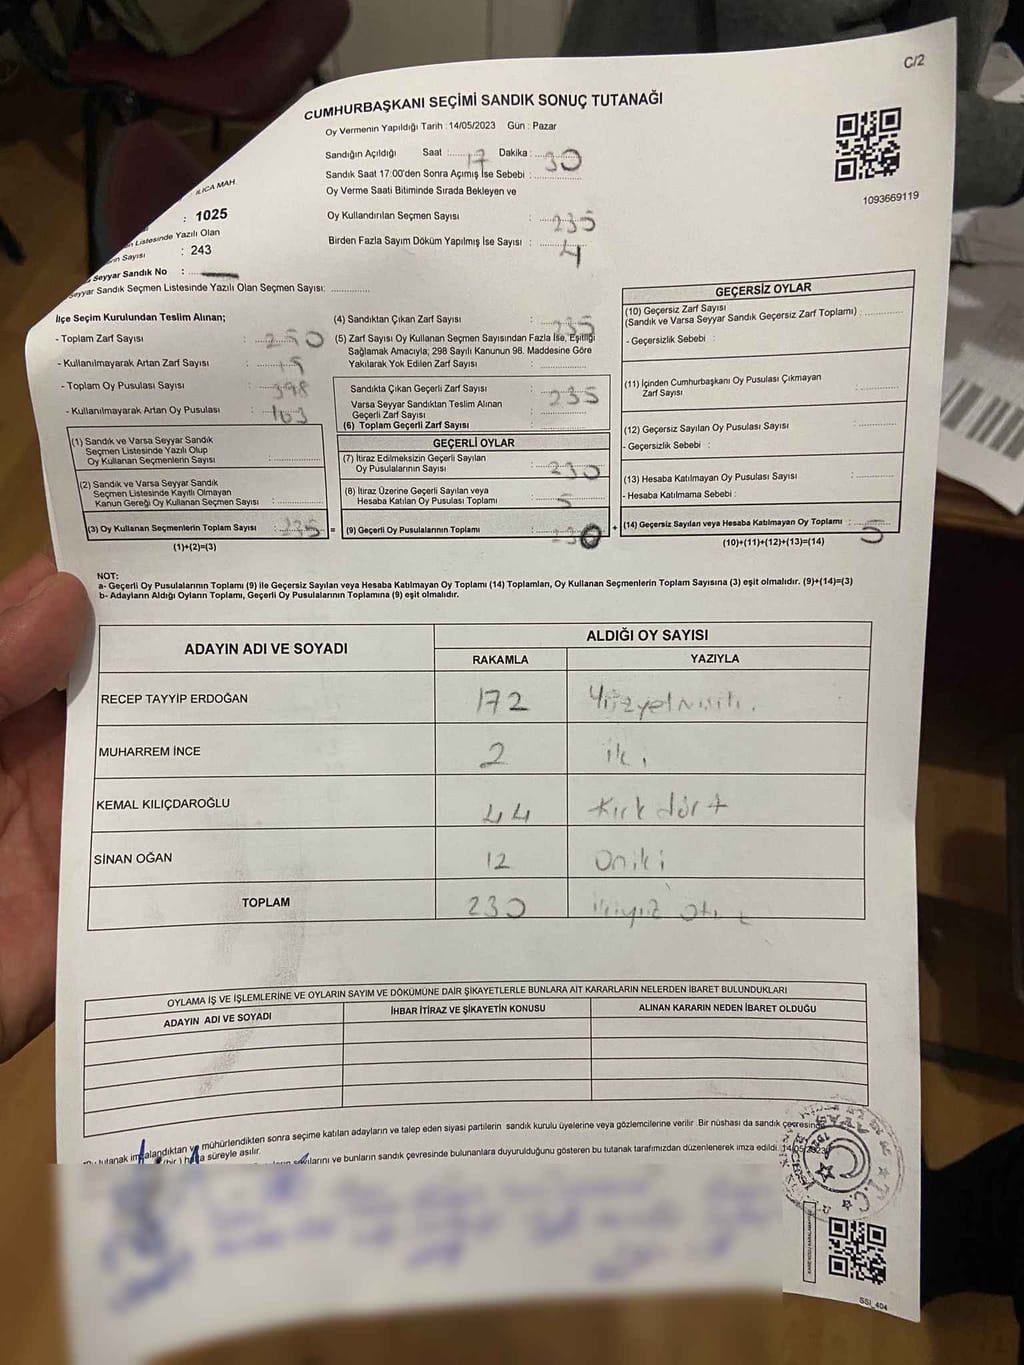 C/2
CUMHURBAŞKANI SEÇİMİ SANDIK SONUÇ TUTANAĞI
Oy Vermenin Yapıldığı Tarih :14/05/2023 Gün : Pazar
Sandığın Açıldığı Saat : 17 Dakika : 30
Sandık Saat 17:00'den Sonra Açımış İse Sebebi :
Oy Verme Saati Bitiminde Sırada Bekleyen ve
Oy Kullandırılan Seçmen Sayısı : 235
Birden Fazla Sayım Döküm Yapılmış İse Sayısı : 4
1093669119
ILICA MAH.
: 1025
Listesinde Yazılı Olan
Sayısı : 243
Seyyar Sandık No :
Seyyar Sandık Seçmen Listesinde Yazılı Olan Seçmen Sayısı:
İlçe Seçim Kurulundan Teslim Alınan;
- Toplam Zarf Sayısı : 250
- Kullanılmayarak Artan Zarf Sayısı : 15
- Toplam Oy Pusulası Sayısı : 398
- Kullanılmayarak Artan Oy Pusulası : 163
(1) Sandık ve Varsa Seyyar Sandık
Seçmen Listesinde Yazılı Olup
Oy Kullanan Seçmenlerin Sayısı :
(2) Sandık ve Varsa Seyyar Sandık
Seçmen Listesinde Kayıtlı Olmayan
Kanun Gereği Oy Kullanan Seçmen Sayısı :
(3) Oy Kullanan Seçmenlerin Toplam Sayısı : 235
(1)+(2)=(3)
(4) Sandıktan Çıkan Zarf Sayısı : 235
(5) Zarf Sayısı Oy Kullanan Seçmen Sayısından Fazla İse, Eşitliği
Sağlamak Amacıyla; 298 Sayılı Kanunun 98. Maddesine Göre
Yakılarak Yok Edilen Zarf Sayısı :
Sandıkta Çıkan Geçerli Zarf Sayısı : 235
Varsa Seyyar Sandıktan Teslim Alınan
Geçerli Zarf Sayısı :
(6) Toplam Geçerli Zarf Sayısı :
GEÇERLİ OYLAR
(7) İtiraz Edilmeksizin Geçerli Sayılan
Oy Pusulalarının Sayısı : 230
(8) İtiraz Üzerine Geçerli Sayılan veya
Hesaba Katılan Oy Pusulası Toplamı : 5
= (9) Geçerli Oy Pusulalarının Toplamı : 230
GEÇERSİZ OYLAR
(10) Geçersiz Zarf Sayısı
(Sandık ve Varsa Seyyar Sandık Geçersiz Zarf Toplamı) :
- Geçersizlik Sebebi :
(11) İçinden Cumhurbaşkanı Oy Pusulası Çıkmayan
Zarf Sayısı :
(12) Geçersiz Sayılan Oy Pusulası Sayısı :
- Geçersizlik Sebebi :
(13) Hesaba Katılmayan Oy Pusulası Sayısı :
- Hesaba Katılmama Sebebi :
+ (14) Geçersiz Sayılan veya Hesaba Katılmayan Oy Toplamı : 5
(10)+(11)+(12)+(13)=(14)
NOT:
a- Geçerli Oy Pusulalarının Toplamı (9) ile Geçersiz Sayılan veya Hesaba Katılmayan Oy Toplamı (14) Toplamları, Oy Kullanan Seçmenlerin Toplam Sayısına (3) eşit olmalıdır. (9)+(14)=(3)
b- Adayların Aldığı Oyların Toplamı, Geçerli Oy Pusulalarının Toplamına (9) eşit olmalıdır.
ADAYIN ADI VE SOYADI ALDIĞI OY SAYISI
RAKAMLA YAZIYLA
RECEP TAYYİP ERDOĞAN 172 Yüzyetmişiki.
MUHARREM İNCE 2 iki
KEMAL KILIÇDAROĞLU 44 Kırk dört
SİNAN OĞAN 12 Oniki
TOPLAM 230 ikiyüz otuz
OYLAMA İŞ VE İŞLEMLERİNE VE OYLARIN SAYIM VE DÖKÜMÜNE DAİR ŞİKAYETLERLE BUNLARA AİT KARARLARIN NELERDEN İBARET BULUNDUKLARI
ADAYIN ADI VE SOYADI İHBAR İTİRAZ VE ŞİKAYETİN KONUSU ALINAN KARARIN NEDEN İBARET OLDUĞU
tutanak imzalandıktan ve mühürlendikten sonra seçime katılan adayların ve talep eden siyasi partilerin sandık kurulu üyelerine veya gözlemcilerine verilir. Bir nüshası da sandık çevresinde
(bir) hafta süreyle asılır.
ve bunların sandık çevresinde bulunanlara duyurulduğunu gösteren bu tutanak tarafımızdan düzenlenerek imza edildi. 14/05/2023
T.C.
SSI_404